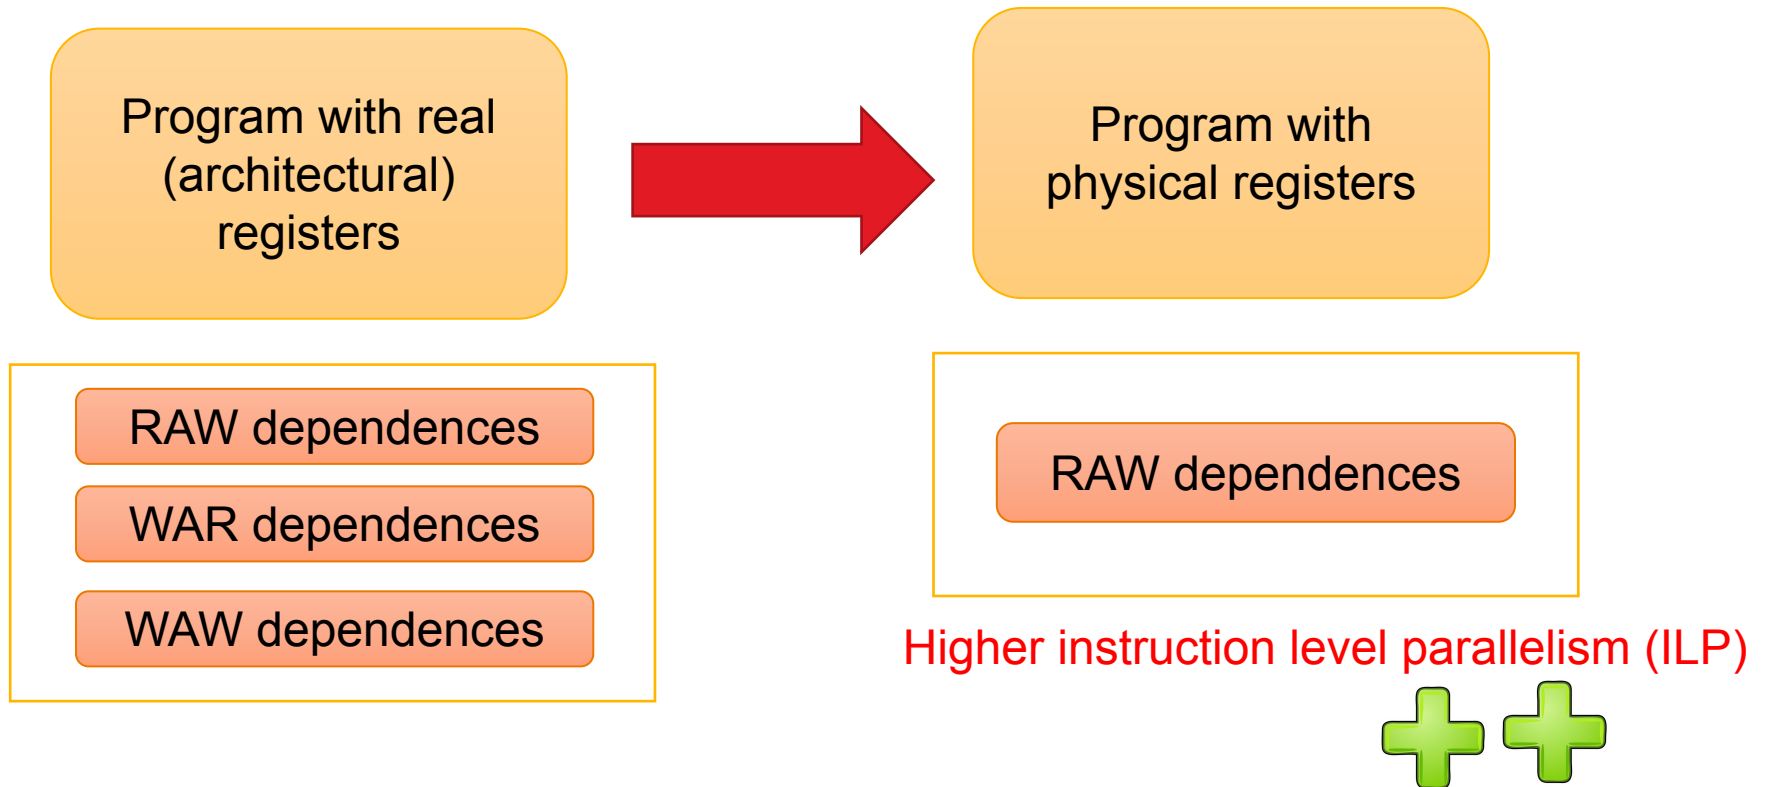 Program with real
(architectural)
registers
Program with
physical registers
RAW dependences
WAR dependences
WAW dependences
RAW dependences
Higher instruction level parallelism (ILP)